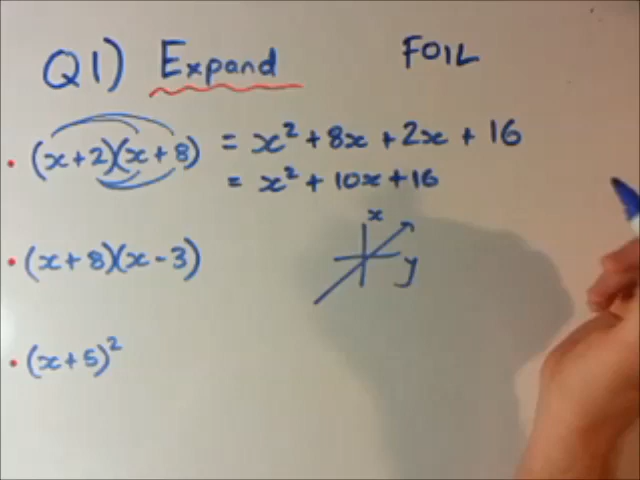 Q1) Expand FOIL
• (x+2)(x+8) = x² + 8x + 2x + 16
= x² + 10x + 16
x
y
• (x+8)(x-3)
• (x+5)²